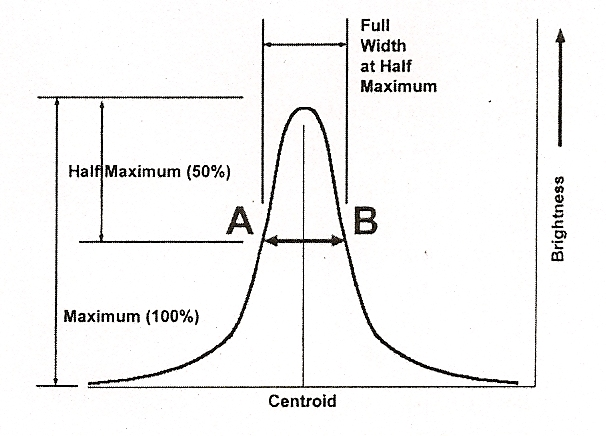 Full
Width
at Half
Maximum
Half Maximum (50%)
A
B
Brightness
Maximum (100%)
Centroid